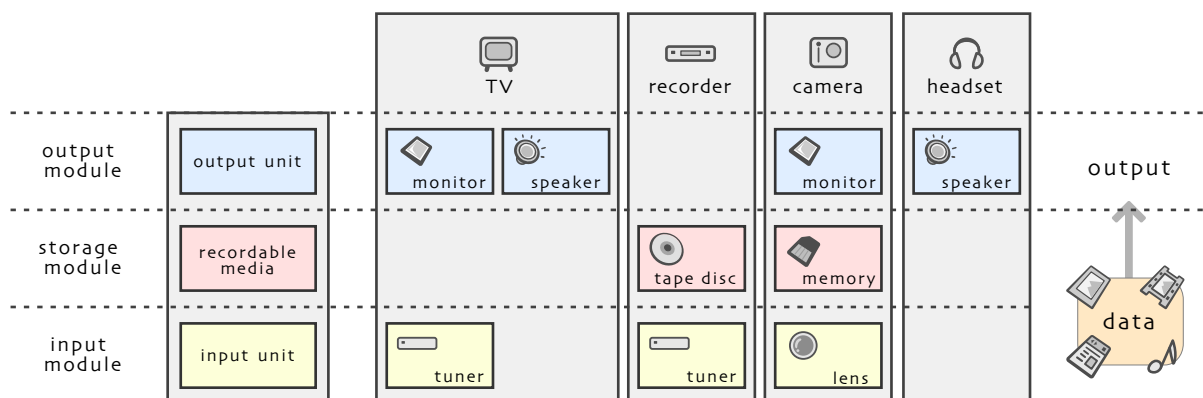 TV
recorder
camera
headset
output
module
output unit
monitor
speaker
monitor
speaker
output
storage
module
recordable
media
tape disc
memory
input
module
input unit
tuner
tuner
lens
data